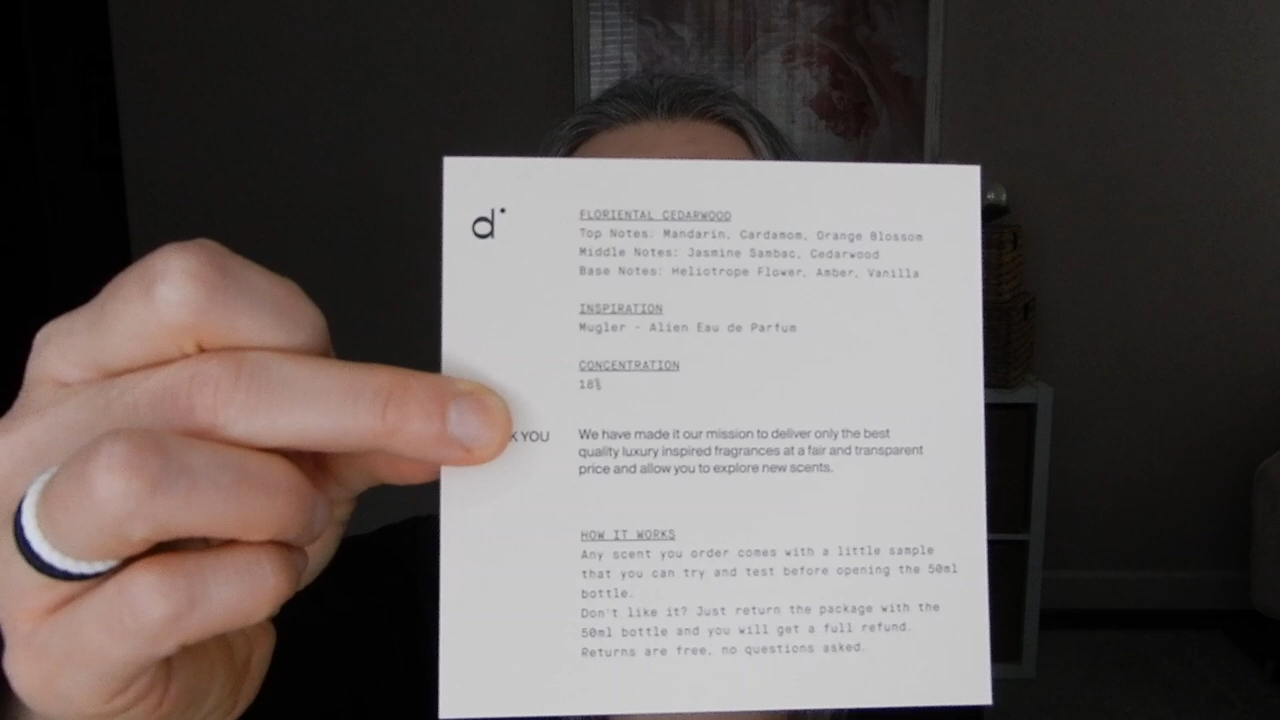 d
FLORIENTAL CEDARWOOD
Top Notes: Mandarin, Cardamom, Orange Blossom
Middle Notes: Jasmine Sambac, Cedarwood
Base Notes: Heliotrope Flower, Amber, Vanilla
INSPIRATION
Mugler - Alien Eau de Parfum
CONCENTRATION
18%
K YOU
We have made it our mission to deliver only the best
quality luxury inspired fragrances at a fair and transparent
price and allow you to explore new scents.
HOW IT WORKS
Any scent you order comes with a little sample
that you can try and test before opening the 50ml
bottle.
Don't like it? Just return the package with the
50ml bottle and you will get a full refund.
Returns are free, no questions asked.